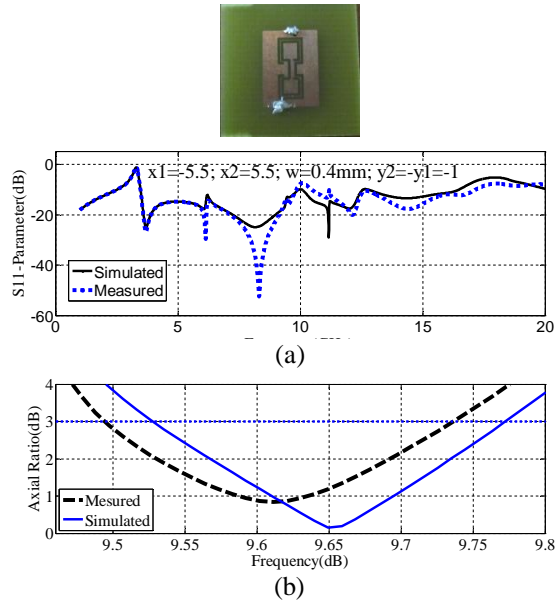 x1=-5.5; x2=5.5; w=0.4mm; y2=-y1=-1
S11-Parameter(dB)
0
-20
-40
-60
Simulated
Measured
5
10
15
20
(a)
Axial Ratio(dB)
4
3
2
1
0
Mesured
Simulated
9.5
9.55
9.6
9.65
9.7
9.75
9.8
Frequency(dB)
(b)